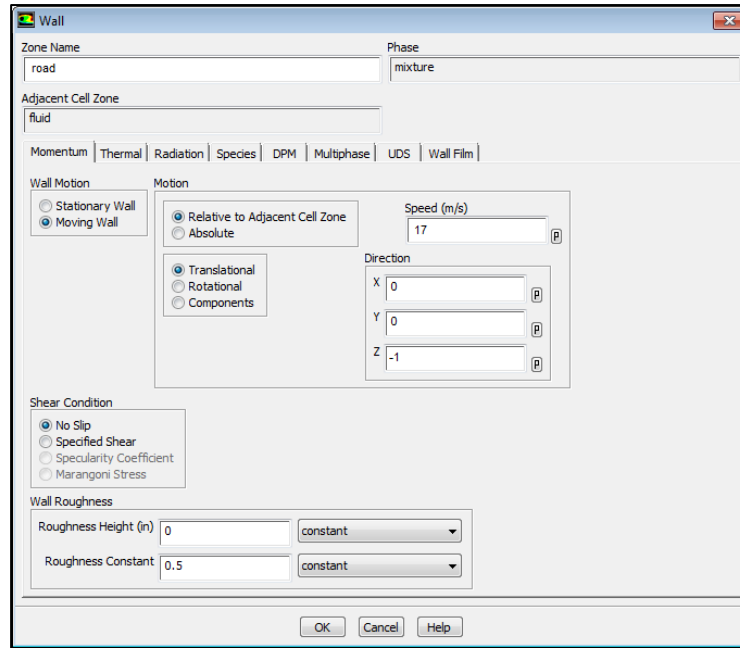 Wall
Zone Name
Phase
road
mixture
Adjacent Cell Zone
fluid
Momentum Thermal Radiation Species DPM Multiphase UDS Wall Film
Wall Motion
Motion
Stationary Wall
Moving Wall
Relative to Adjacent Cell Zone
Absolute
Speed (m/s)
17
P
Translational
Rotational
Components
Direction
X 0 P
Y 0 P
Z -1 P
Shear Condition
No Slip
Specified Shear
Specularity Coefficient
Marangoni Stress
Wall Roughness
Roughness Height (in) 0 constant
Roughness Constant 0.5 constant
OK Cancel Help